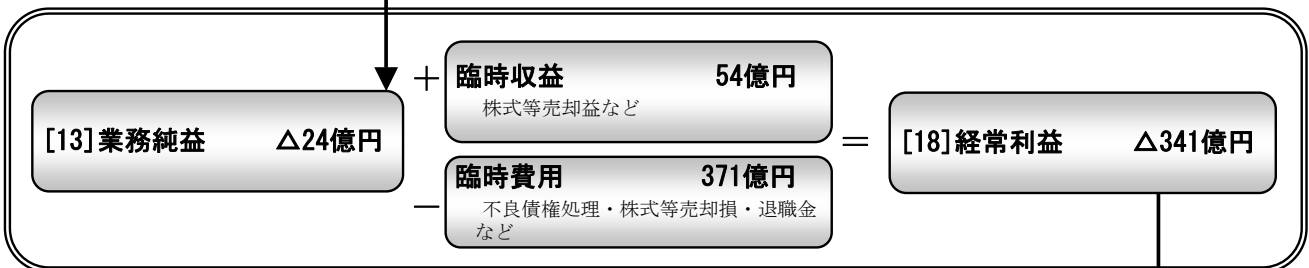 [13]業務純益 △24億円
＋
臨時収益 54億円
株式等売却益など
－
臨時費用 371億円
不良債権処理・株式等売却損・退職金
など
＝
[18]経常利益 △341億円